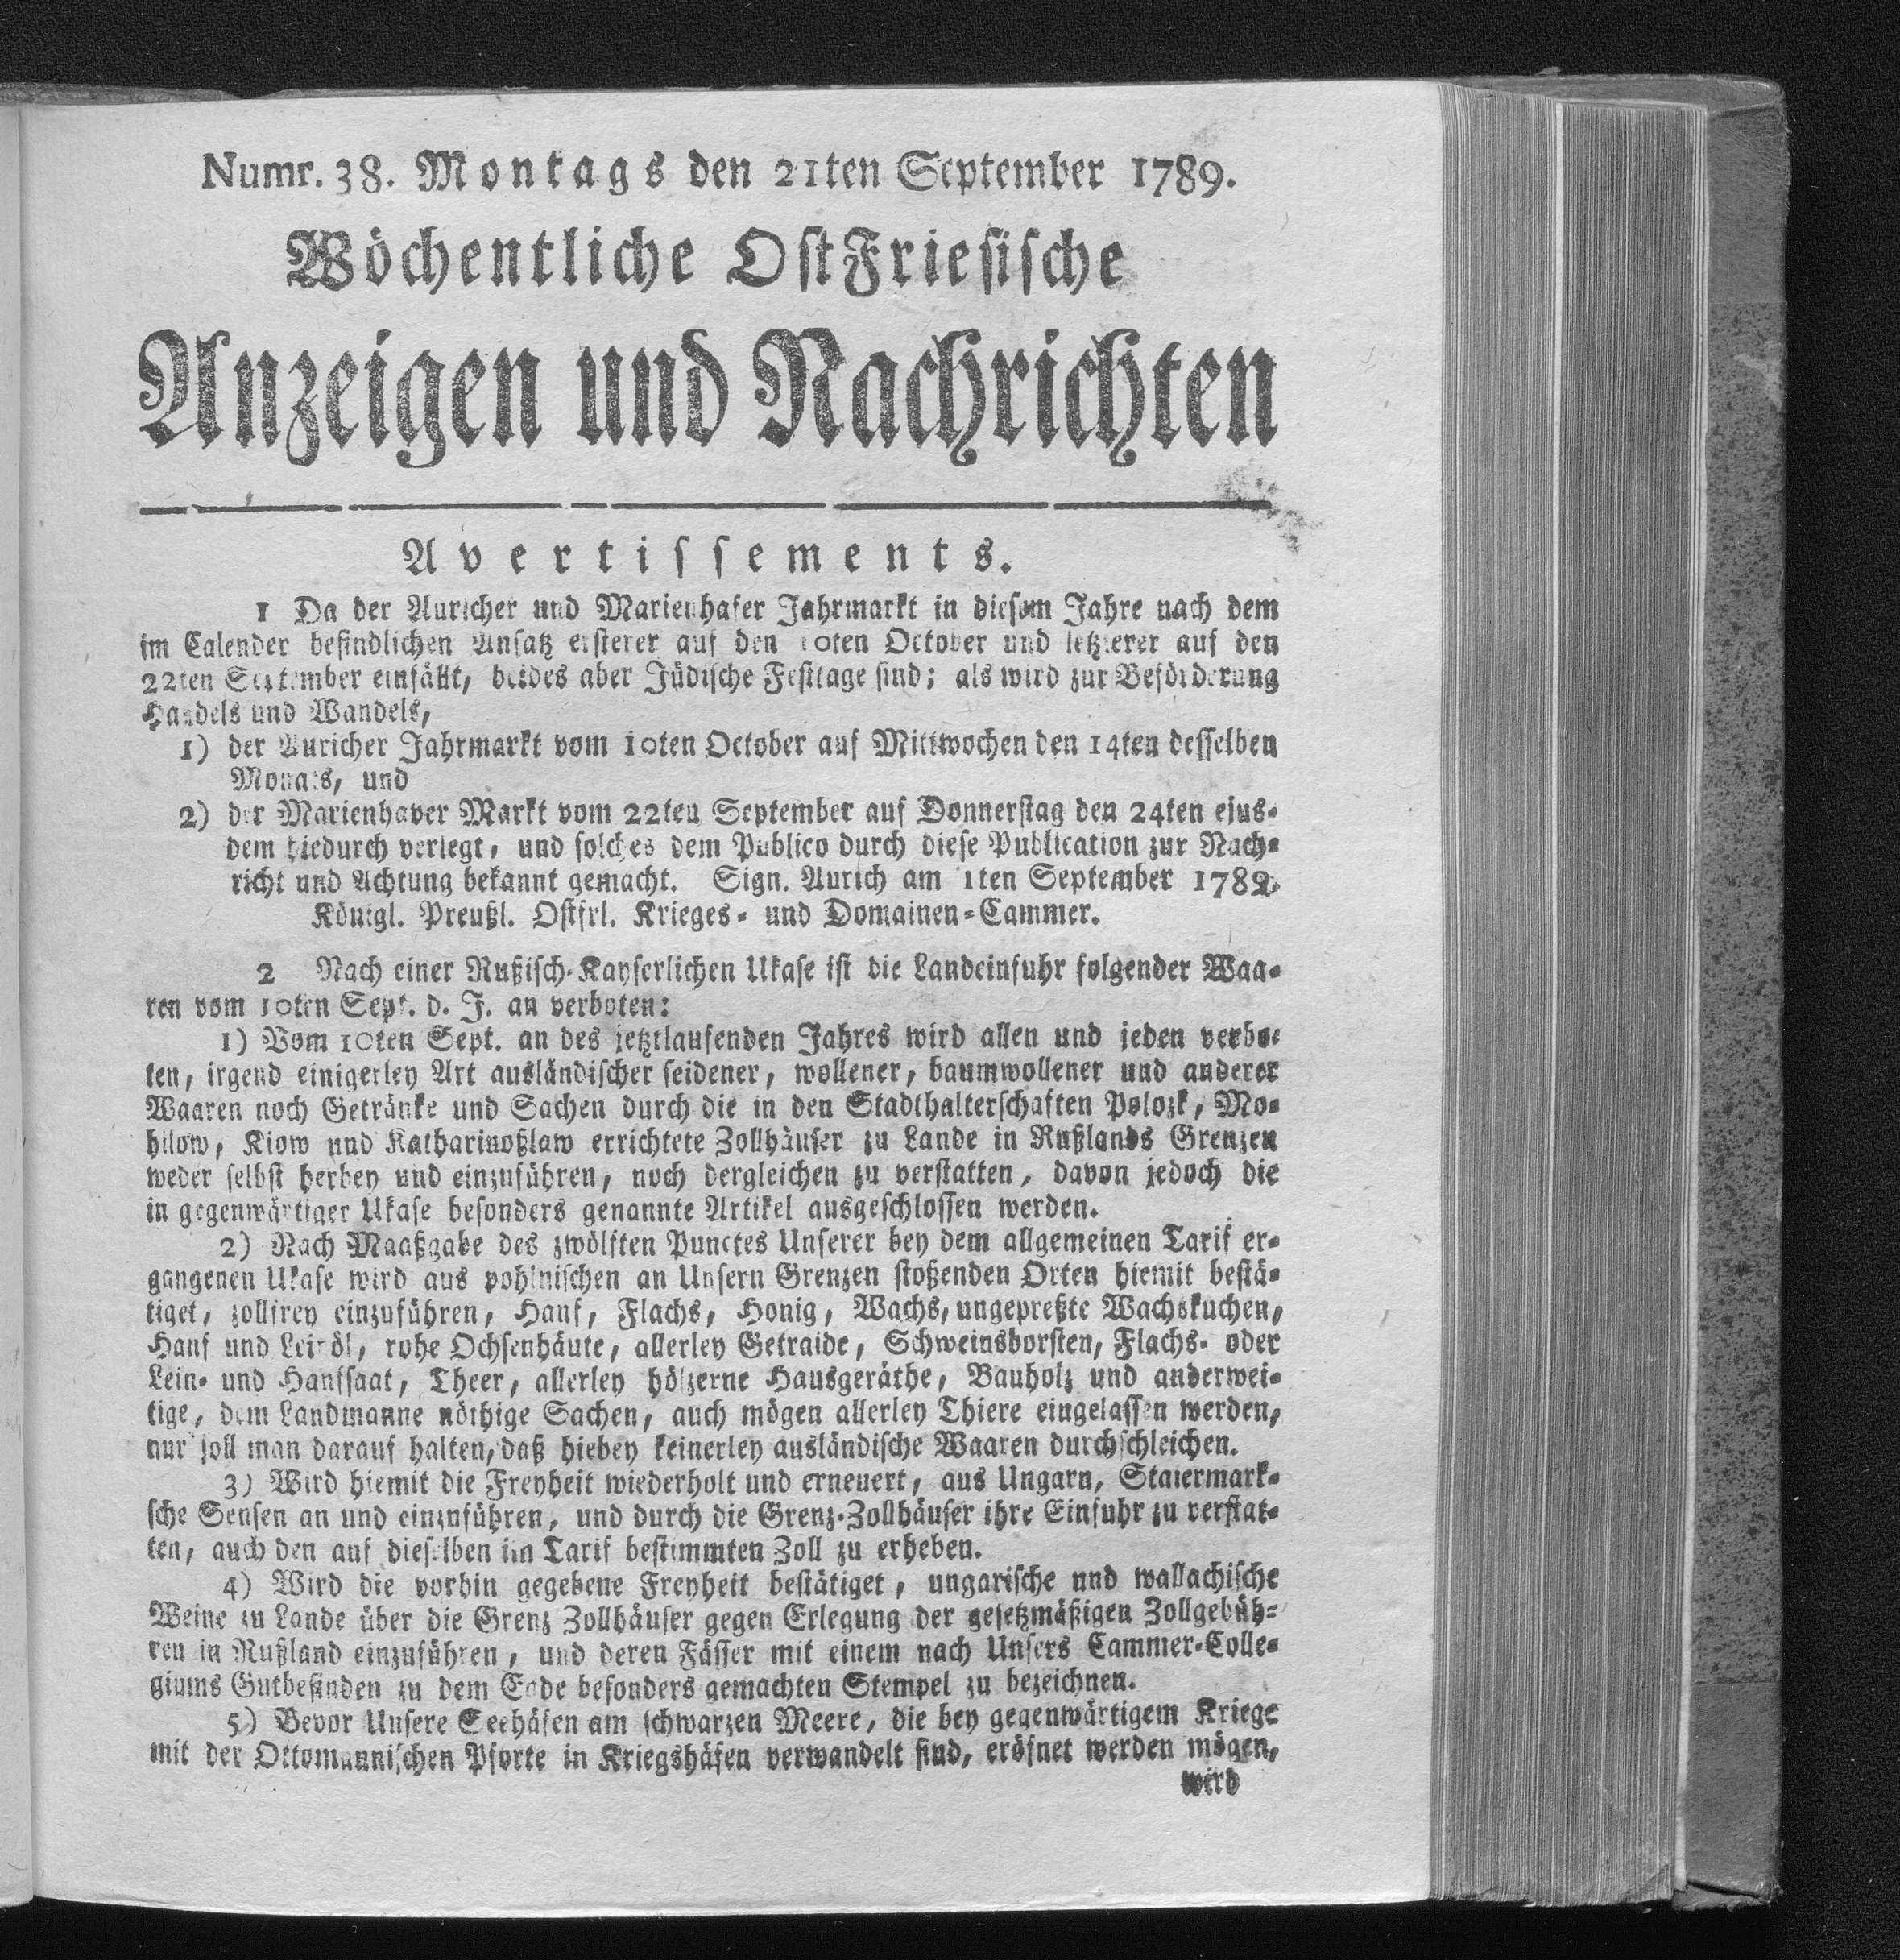 Numr. 38. Montags den 21ten September 1789.
Wöchentliche OstFriesische
Anzeigen und Nachrichten
Avertissements.
1 Da der Auricher und Marienhafer Jahrmarkt in diesem Jahre nach dem
im Calender befindlichen Ansatz ersterer auf den 10ten October und letzterer auf den
22ten September einfällt, beides aber Jüdische Festtage sind; als wird zur Beförderung
Handels und Wandels,
1) der Auricher Jahrmarkt vom 10ten October auf Mittwochen den 14ten desselben
Monats, und
2) der Marienhaver Markt vom 22ten September auf Donnerstag den 24ten ejus-
dem hiedurch verlegt, und solches dem Publico durch diese Publication zur Nach-
richt und Achtung bekannt gemacht. Sign. Aurich am 1ten September 1789.
Königl. Preußl. Ostfrl. Krieges- und Domainen-Cammer.
2 Nach einer Rußisch-Kayserlichen Ukase ist die Landeinfuhr folgender Waa-
ren vom 10ten Sept. d. J. an verboten:
1) Vom 10ten Sept. an des jetztlaufenden Jahres wird allen und jeden verbo-
ten, irgend einigerley Art ausländischer seidener, wollener, baumwollener und anderer
Waaren noch Getränke und Sachen durch die in den Stadthalterschaften Polozk, Mo-
hilow, Kiow und Katharinoßlaw errichtete Zollhäuser zu Lande in Rußlands Grenzen
weder selbst herbey und einzuführen, noch dergleichen zu verstatten, davon jedoch die
in gegenwärtiger Ukase besonders genannte Artikel ausgeschlossen werden.
2) Nach Maaßgabe des zwölften Punctes Unserer bey dem allgemeinen Tarif er-
gangenen Ukase wird aus pohlnischen an Unsern Grenzen stoßenden Orten hiemit bestä-
tiget, zollfrey einzuführen, Hanf, Flachs, Honig, Wachs, ungepreßte Wachskuchen,
Hanf und Leinöl, rohe Ochsenhäute, allerley Getraide, Schweinsborsten, Flachs- oder
Lein- und Hanfsaat, Theer, allerley hölzerne Hausgeräthe, Bauholz und anderwei-
tige, dem Landmanne nöthige Sachen, auch mögen allerley Thiere eingelassen werden,
nur soll man darauf halten, daß hiebey keinerley ausländische Waaren durchschleichen.
3) Wird hiemit die Freyheit wiederholt und erneuert, aus Ungarn, Staiermark-
sche Sensen an und einzuführen, und durch die Grenz-Zollhäuser ihre Einfuhr zu verstat-
ten, auch den auf dieselben im Tarif bestimmten Zoll zu erheben.
4) Wird die vorhin gegebene Freyheit bestätiget, ungarische und wallachische
Weine zu Lande über die Grenz Zollhäuser gegen Erlegung der gesetzmäßigen Zollgebüh-
ren in Rußland einzuführen, und deren Fässer mit einem nach Unsers Cammer-Colle-
giums Gutbefinden zu dem Ende besonders gemachten Stempel zu bezeichnen.
5) Bevor Unsere Seehäfen am schwarzen Meere, die bey gegenwärtigem Kriege
mit der Ottomannischen Pforte in Kriegshäfen verwandelt sind, eröfnet werden mögen,
wird